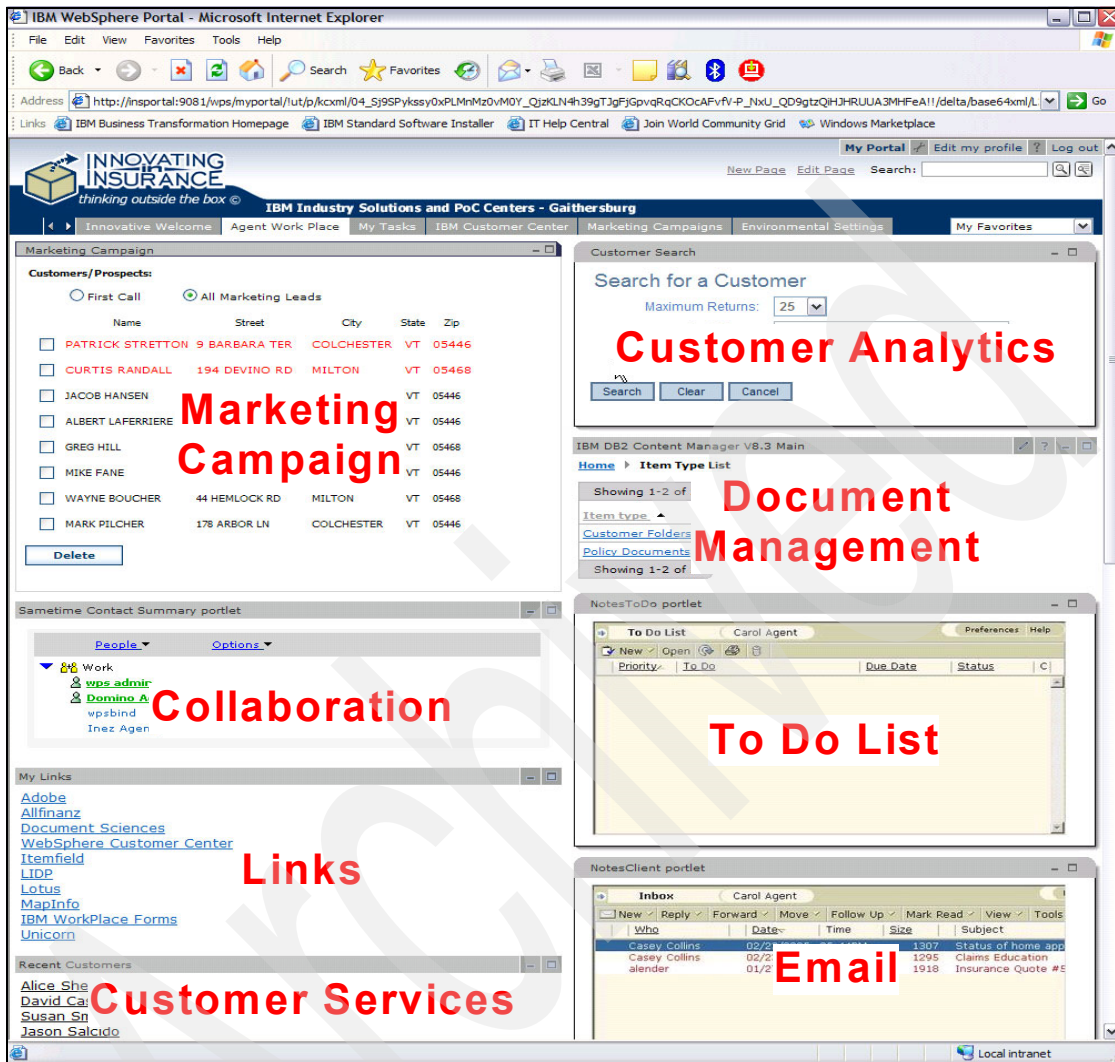 IBM WebSphere Portal - Microsoft Internet Explorer
File Edit View Favorites Tools Help
Back Search Favorites
Address http://insportal:9081/wps/myportal/!ut/p/kcxml/
Go
Links IBM Business Transformation Homepage IBM Standard Software Installer IT Help Central Join World Community Grid Windows Marketplace
My Portal Edit my profile ? Log out
INNOVATING
in
INSURANCE
thinking outside the box ©
New Page Edit Page Search:
IBM Industry Solutions and PoC Centers - Gaithersburg
Innovative Welcome Agent Work Place My Tasks IBM Customer Center Marketing Campaigns Environmental Settings My Favorites
Marketing Campaign
Customers/Prospects:
First Call All Marketing Leads
Name Street City State Zip
PATRICK STRETTON 9 BARBARA TER COLCHESTER VT 05446
CURTIS RANDALL 194 DEVINO RD MILTON VT 05468
JACOB HANSEN VT 05446
ALBERT LAFERRIERE VT 05446
GREG HILL VT 05468
MIKE FANE VT 05446
WAYNE BOUCHER 44 HEMLOCK RD MILTON VT 05468
MARK PILCHER 178 ARBOR LN COLCHESTER VT 05446
Delete
Marketing
Campaign
Customer Search
Search for a Customer
Maximum Returns: 25
Customer Analytics
Search Clear Cancel
IBM DB2 Content Manager V8.3 Main ?
Home Item Type List
Showing 1-2 of
Item type
Customer Folders
Policy Documents
Showing 1-2 of
Document
Management
Sametime Contact Summary portlet
People Options
Work
wps admin
Domino
wpsbind
Inez Agen
Collaboration
NotesToDo portlet
To Do List Carol Agent Preferences Help
New Open
Priority To Do Due Date Status C
To Do List
My Links
Adobe
Allfinanz
Document Sciences
WebSphere Customer Center
Itemfield
LIDP
Lotus
MapInfo
IBM WorkPlace Forms
Unicorn
Links
NotesClient portlet
Inbox Carol Agent
New Reply Forward Move Follow Up Mark Read View Tools
Who Date Time Size Subject
Casey Collins 02/2 1307 Status of home app
Casey Collins 02/2 1295 Claims Education
alender 01/2 1918 Insurance Quote
Email
Recent Customers
Alice She
David Ca
Susan Sm
Jason Salcido
Customer Services
Local intranet
Archived